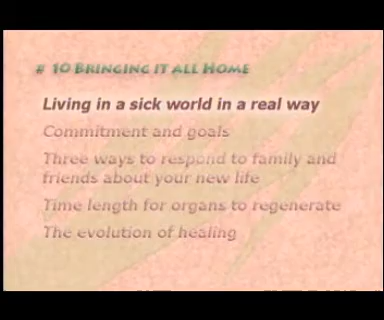 # 10 BRINGING IT ALL HOME
Living in a sick world in a real way
Commitment and goals
Three ways to respond to family and
friends about your new life
Time length for organs to regenerate
The evolution of healing